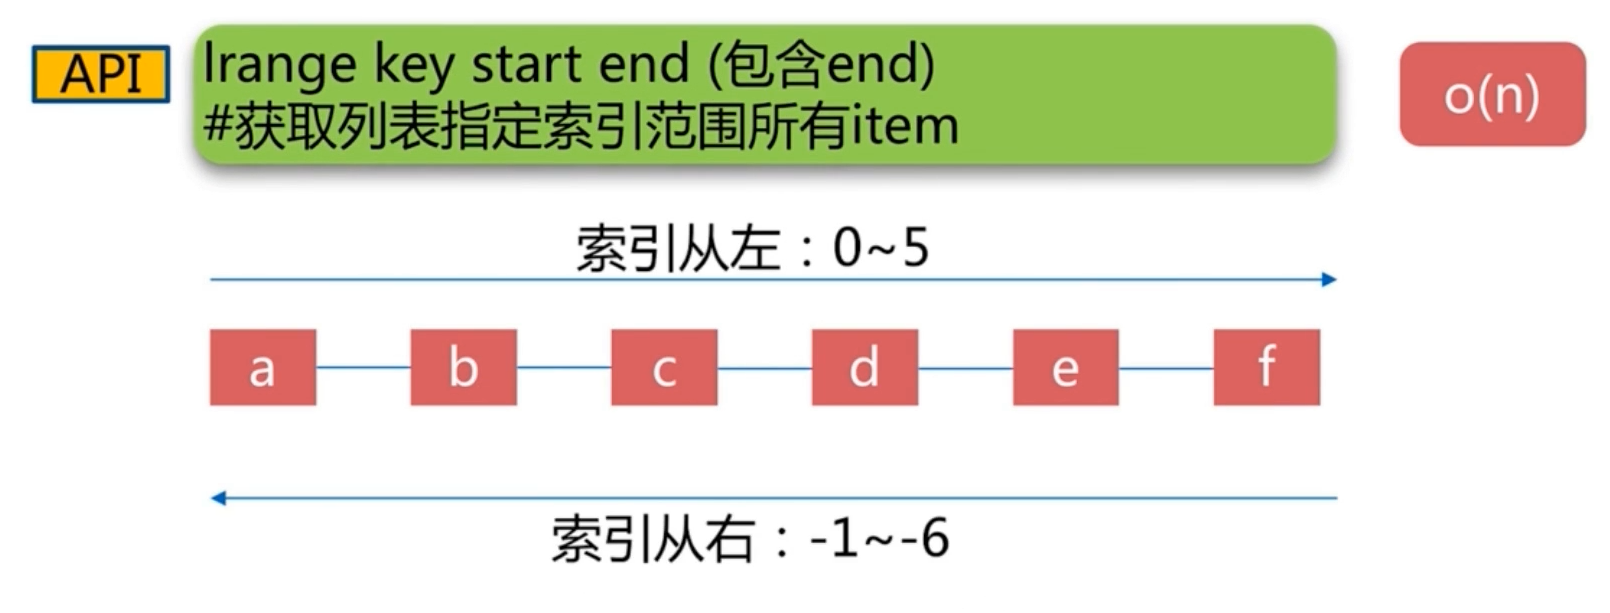 API
lrange key start end (包含end)
#获取列表指定索引范围所有item
o(n)
索引从左：0~5
a b c d e f
索引从右：-1~-6